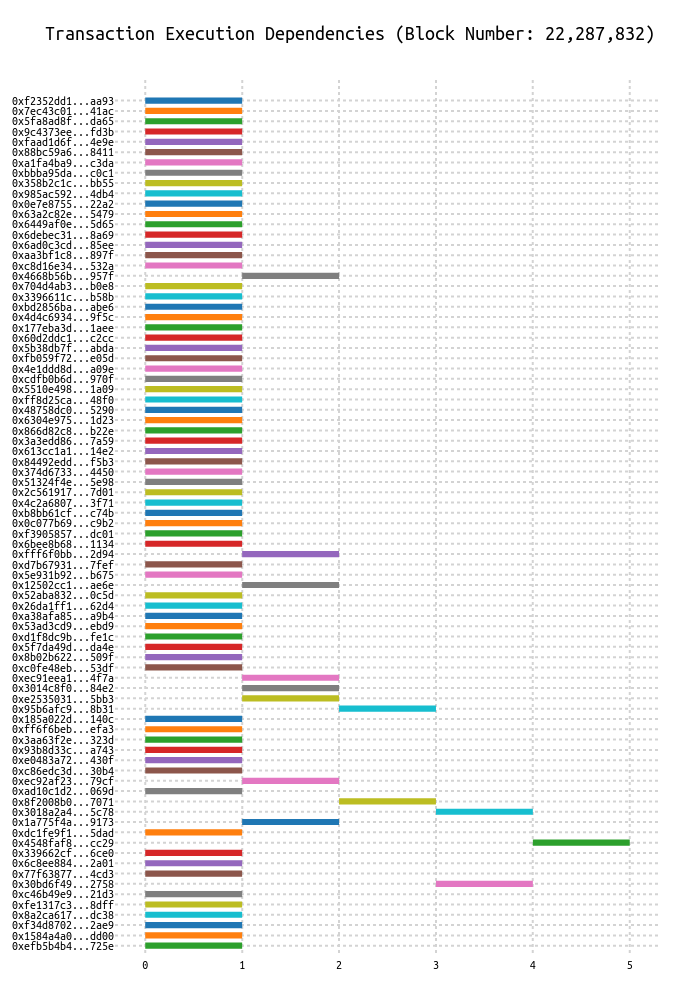 Transaction Execution Dependencies (Block Number: 22,287,832)
0xf2352dd1...aa93
0x7ec43c01...41ac
0x5fa8ad8f...da65
0x9c4373ee...fd3b
0xfaad1d6f...4e9e
0x88bc59a6...8411
0xa1fa4ba9...c3da
0xbbba95da...c0c1
0x358b2c1c...bb55
0x985ac592...4db4
0x0e7e8755...22a2
0x63a2c82e...5479
0x6449af0e...5d65
0x6debec31...8a69
0x6ad0c3cd...85ee
0xaa3bf1c8...897f
0xc8d16e34...532a
0x4668b56b...957f
0x704d4ab3...b0e8
0x3396611c...b58b
0xbd2856ba...abe6
0x4d4c6934...9f5c
0x177eba3d...1aee
0x60d2ddc1...c2cc
0x5b38db7f...abda
0xfb059f72...e05d
0x4e1ddd8d...a09e
0xcdfb0b6d...970f
0x5510e498...1a09
0xff8d25ca...48f0
0x48758dc0...5290
0x6304e975...1d23
0x866d82c8...b22e
0x3a3edd86...7a59
0x613cc1a1...14e2
0x84492edd...f5b3
0x374d6733...4450
0x51324f4e...5e98
0x2c561917...7d01
0x4c2a6807...3f71
0xb8bb61cf...c74b
0x0c077b69...c9b2
0xf3905857...dc01
0x6bee8b68...1134
0xfff6f0bb...2d94
0xd7b67931...7fef
0x5e931b92...b675
0x12502cc1...ae6e
0x52aba832...0c5d
0x26da1ff1...62d4
0xa38afa85...a9b4
0x53ad3cd9...ebd9
0xd1f8dc9b...fe1c
0x5f7da49d...da4e
0x8b02b622...509f
0xc0fe48eb...53df
0xec91eea1...4f7a
0x3014c8f0...84e2
0xe2535031...5bb3
0x95b6afc9...8b31
0x185a022d...140c
0xff6f6beb...efa3
0x3aa63f2e...323d
0x93b8d33c...a743
0xe0483a72...430f
0xc86edc3d...30b4
0xec92af23...79cf
0xad10c1d2...069d
0x8f2008b0...7071
0x3018a2a4...5c78
0x1a775f4a...9173
0xdc1fe9f1...5dad
0x4548faf8...cc29
0x339662cf...6ce0
0x6c8ee884...2a01
0x77f63877...4cd3
0x30bd6f49...2758
0xc46b49e9...21d3
0xfe1317c3...8dff
0x8a2ca617...dc38
0xf34d8702...2ae9
0x1584a4a0...dd00
0xefb5b4b4...725e
0 1 2 3 4 5